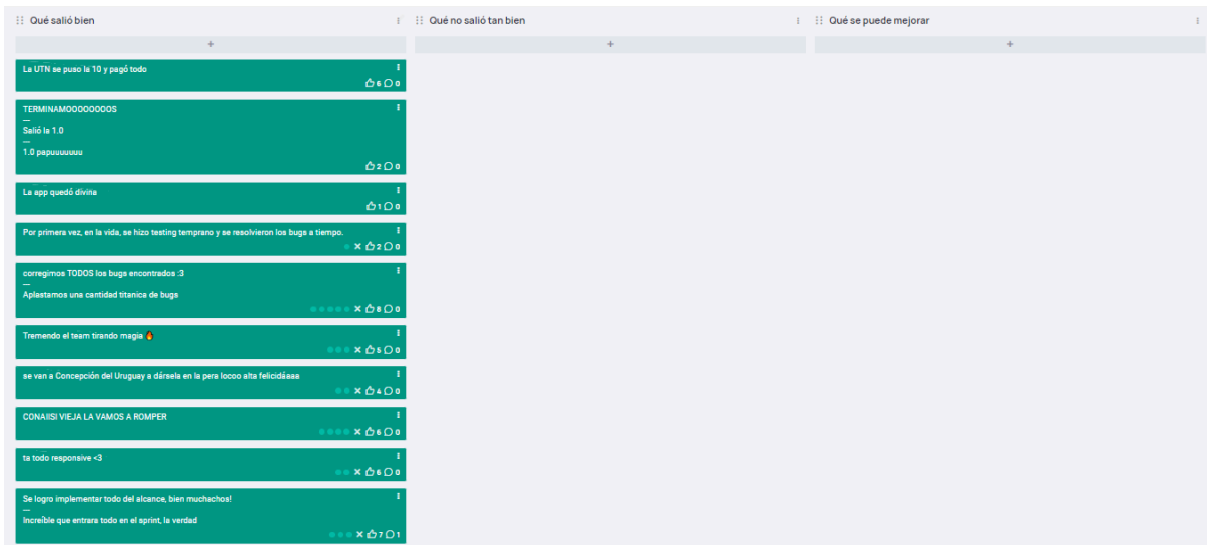 Qué salió bien
Qué no salió tan bien
Qué se puede mejorar
+
+
+
La UTN se puso la 10 y pagó todo
6 0
TERMINAMOOOOOOOS
—
Salió la 1.0
—
1.0 papuuuuuuu
2 0
La app quedó divina
1 0
Por primera vez, en la vida, se hizo testing temprano y se resolvieron los bugs a tiempo.
2 0
corregimos TODOS los bugs encontrados :3
—
Aplastamos una cantidad titanica de bugs
8 0
Tremendo el team tirando magia 🔥
5 0
se van a Concepción del Uruguay a dársela en la pera locoo alta felicidáaaa
4 0
CONAIISI VIEJA LA VAMOS A ROMPER
6 0
ta todo responsive <3
6 0
Se logro implementar todo del alcance, bien muchachos!
—
Increíble que entrara todo en el sprint, la verdad
7 1